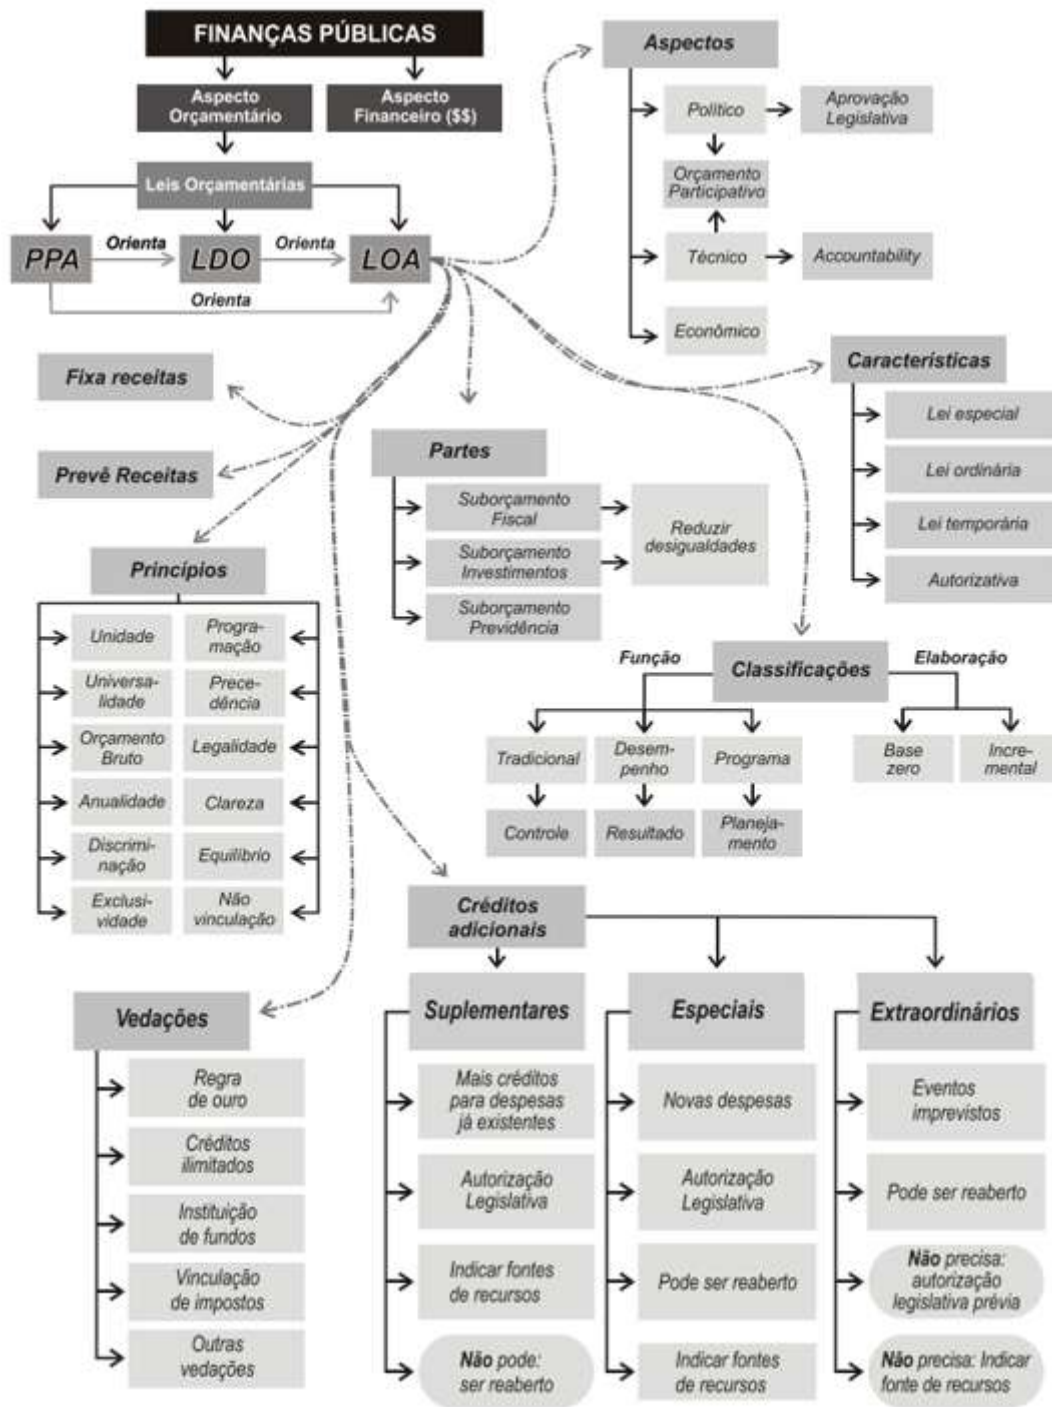 FINANÇAS PÚBLICAS
Aspecto
Orçamentário
Aspecto
Financeiro ($$)
Leis Orçamentárias
PPA
Orienta
LDO
Orienta
LOA
Orienta
Aspectos
Político
Aprovação
Legislativa
Orçamento
Participativo
Técnico
Accountability
Econômico
Fixa receitas
Prevê Receitas
Características
Lei especial
Lei ordinária
Lei temporária
Autorizativa
Partes
Suborçamento
Fiscal
Suborçamento
Investimentos
Suborçamento
Previdência
Reduzir
desigualdades
Princípios
Unidade
Progra-
mação
Universa-
lidade
Prece-
dência
Orçamento
Bruto
Legalidade
Anualidade
Clareza
Discrimi-
nação
Equilíbrio
Exclusi-
vidade
Não
vinculação
Função
Classificações
Elaboração
Tradicional
Desem-
penho
Programa
Base
zero
Incre-
mental
Controle
Resultado
Planeja-
mento
Créditos
adicionais
Suplementares
Mais créditos
para despesas
já existentes
Autorização
Legislativa
Indicar fontes
de recursos
Não pode:
ser reaberto
Especiais
Novas despesas
Autorização
Legislativa
Pode ser reaberto
Indicar fontes
de recursos
Extraordinários
Eventos
imprevistos
Pode ser reaberto
Não precisa:
autorização
legislativa prévia
Não precisa: Indicar
fonte de recursos
Vedações
Regra
de ouro
Créditos
ilimitados
Instituição
de fundos
Vinculação
de impostos
Outras
vedações